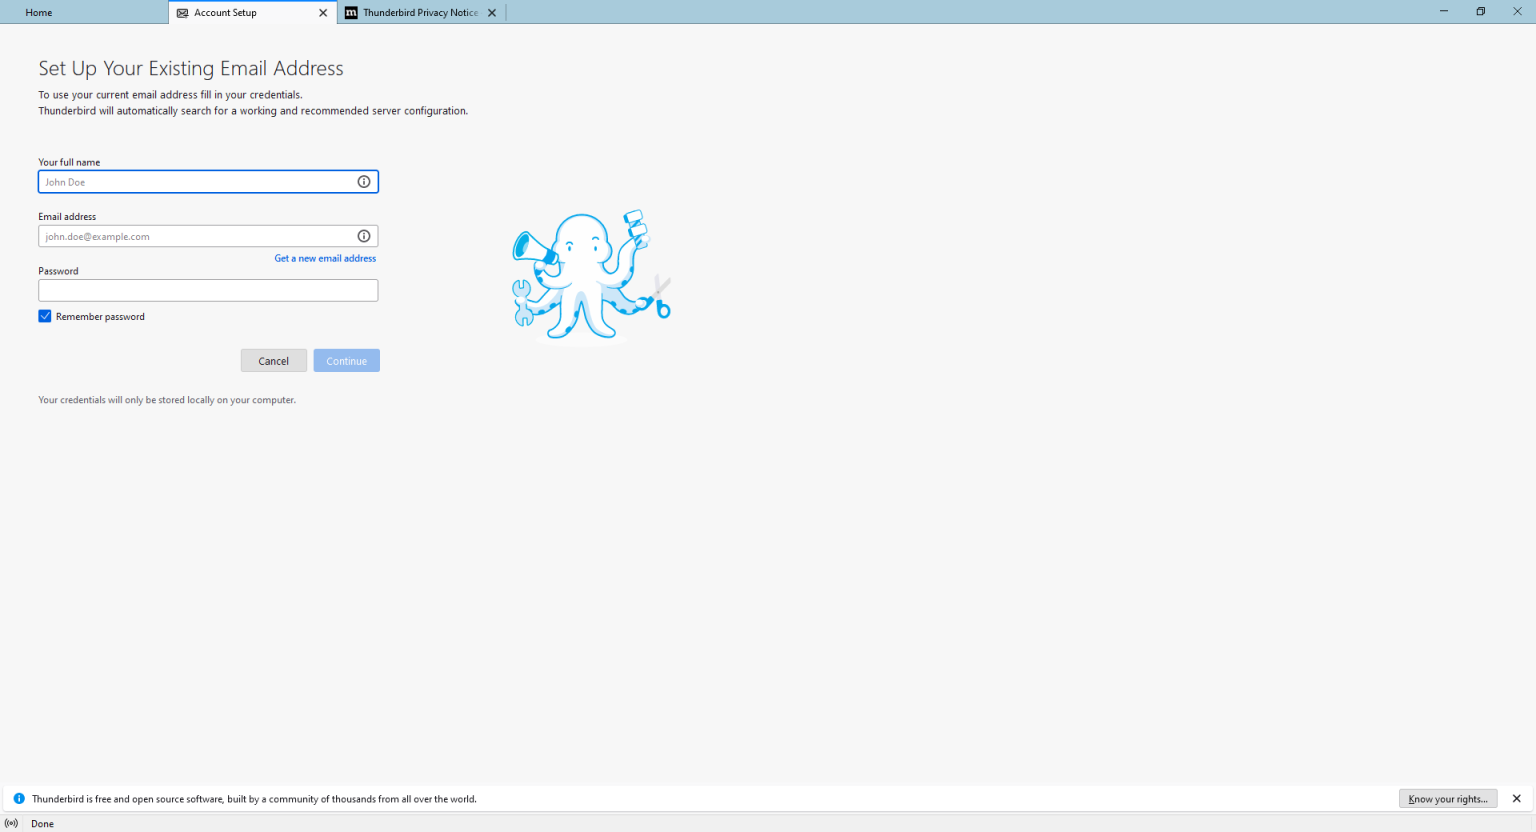 Home
Account Setup
m Thunderbird Privacy Notice
Set Up Your Existing Email Address
To use your current email address fill in your credentials.
Thunderbird will automatically search for a working and recommended server configuration.
Your full name
John Doe
Email address
john.doe@example.com
Get a new email address
Password
Remember password
Cancel
Continue
Your credentials will only be stored locally on your computer.
Thunderbird is free and open source software, built by a community of thousands from all over the world.
Know your rights...
Done